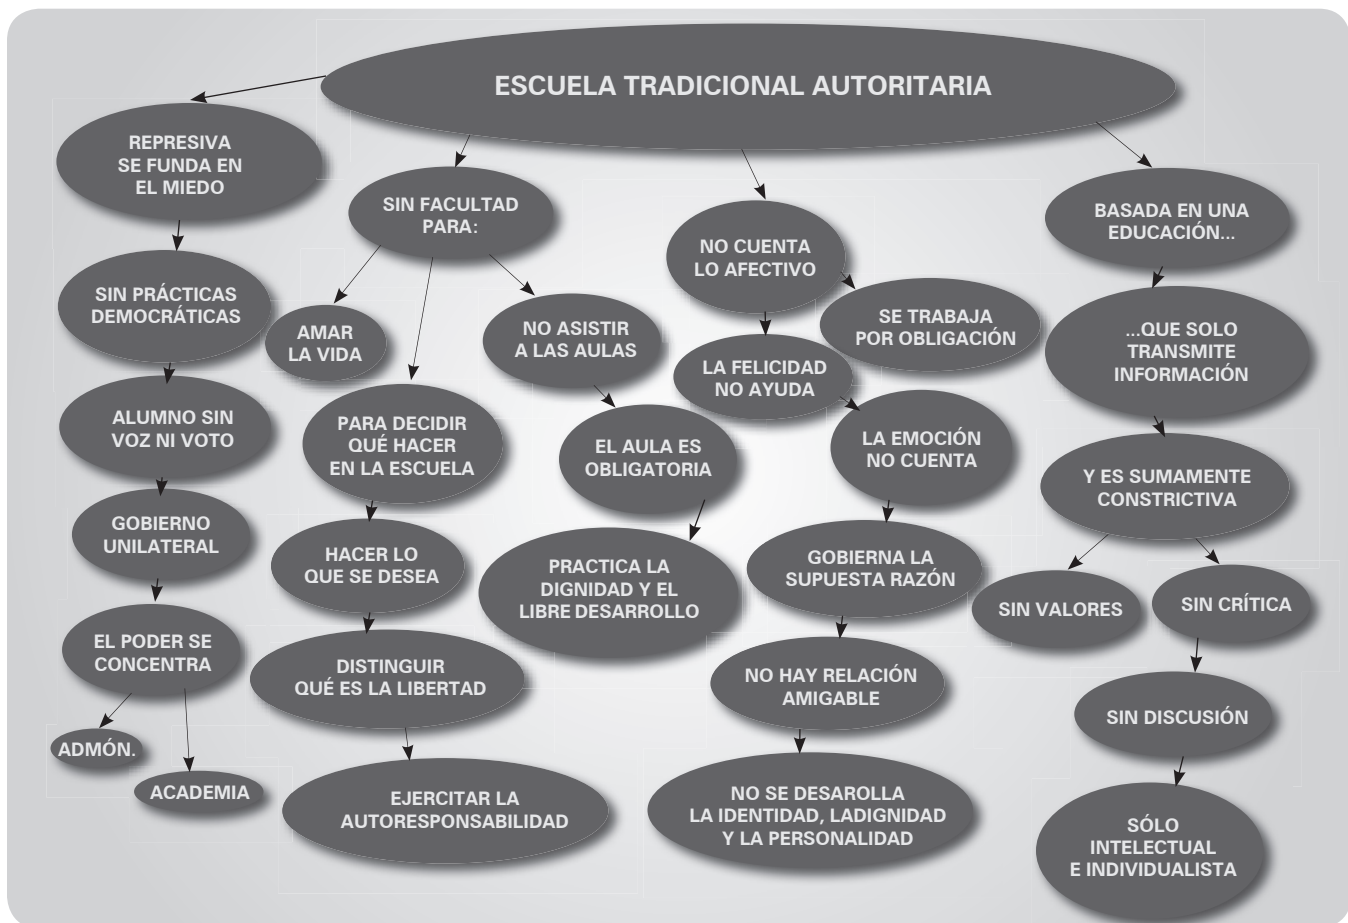 ESCUELA TRADICIONAL AUTORITARIA
REPRESIVA
SE FUNDA EN
EL MIEDO
SIN PRÁCTICAS
DEMOCRÁTICAS
ALUMNO SIN
VOZ NI VOTO
GOBIERNO
UNILATERAL
EL PODER SE
CONCENTRA
ADMÓN.
ACADEMIA
SIN FACULTAD
PARA:
AMAR
LA VIDA
PARA DECIDIR
QUÉ HACER
EN LA ESCUELA
HACER LO
QUE SE DESEA
DISTINGUIR
QUÉ ES LA LIBERTAD
EJERCITAR LA
AUTORESPONSABILIDAD
NO ASISTIR
A LAS AULAS
EL AULA ES
OBLIGATORIA
PRACTICA LA
DIGNIDAD Y EL
LIBRE DESARROLLO
NO CUENTA
LO AFECTIVO
SE TRABAJA
POR OBLIGACIÓN
LA FELICIDAD
NO AYUDA
LA EMOCIÓN
NO CUENTA
GOBIERNA LA
SUPUESTA RAZÓN
NO HAY RELACIÓN
AMIGABLE
NO SE DESAROLLA
LA IDENTIDAD, LADIGNIDAD
Y LA PERSONALIDAD
BASADA EN UNA
EDUCACIÓN...
...QUE SOLO
TRANSMITE
INFORMACIÓN
Y ES SUMAMENTE
CONSTRICTIVA
SIN VALORES
SIN CRÍTICA
SIN DISCUSIÓN
SÓLO
INTELECTUAL
E INDIVIDUALISTA